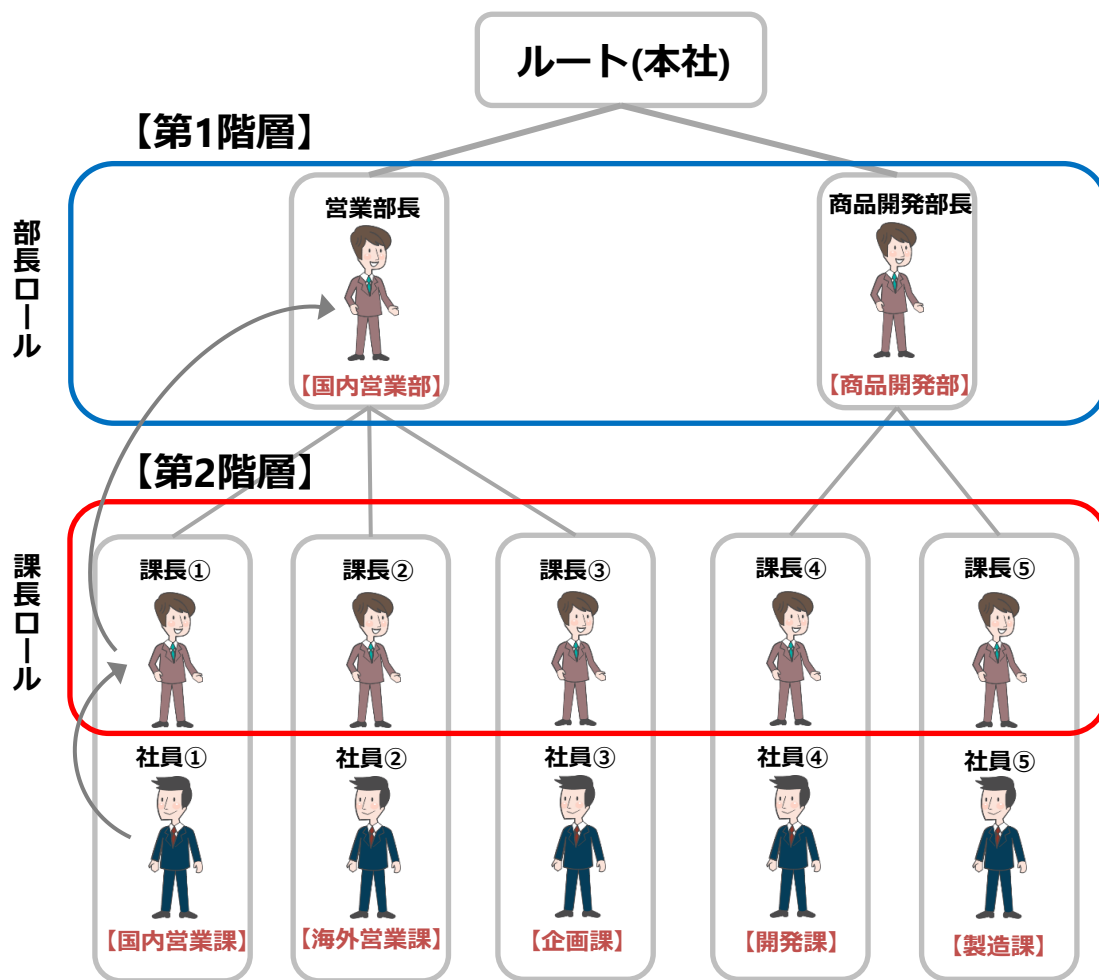 ルート(本社)
【第1階層】
部長ロール
営業部長
商品開発部長
【国内営業部】
【商品開発部】
【第2階層】
課長ロール
課長①
課長②
課長③
課長④
課長⑤
社員①
社員②
社員③
社員④
社員⑤
【国内営業課】
【海外営業課】
【企画課】
【開発課】
【製造課】